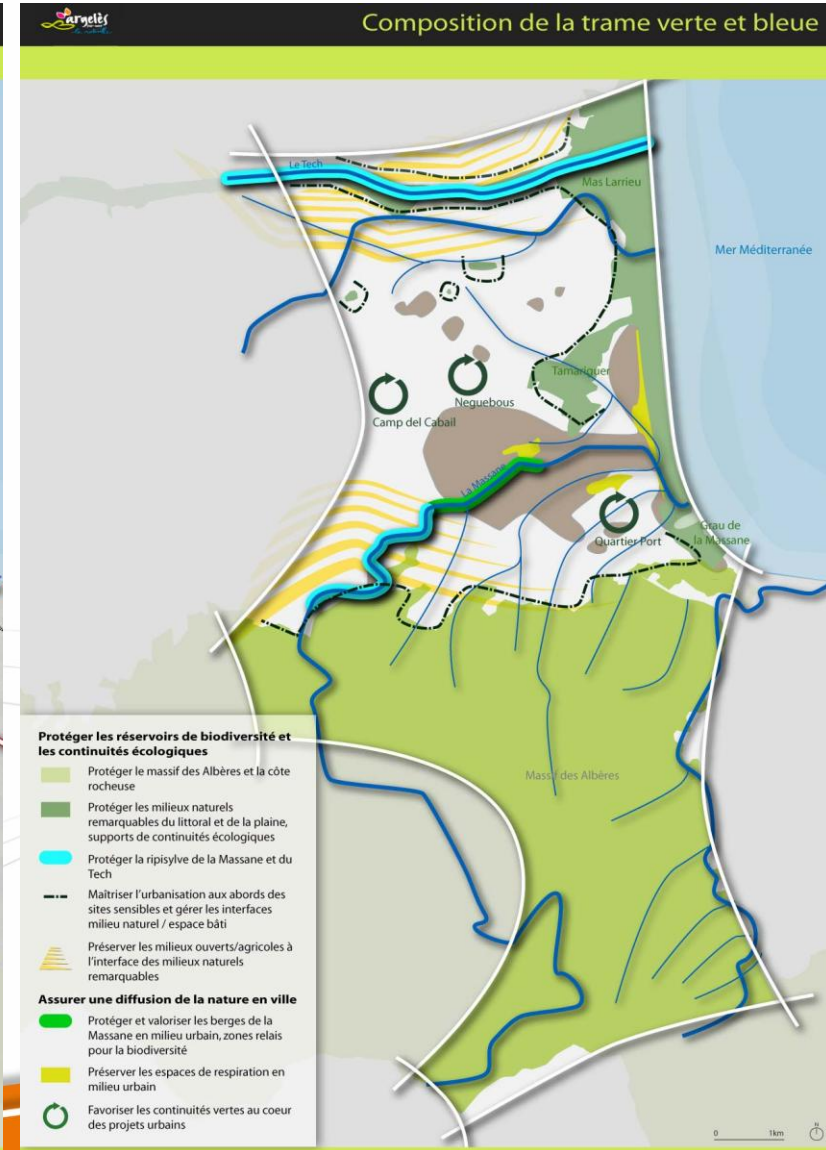 argelès
Composition de la trame verte et bleue
Le Tech
Mas Larrieu
Mer Méditerranée
Tamariguer
Neguebous
Camp del Cabail
La Massane
Quartier Port
Grau de
la Massane
Massif des Albères
Protéger les réservoirs de biodiversité et
les continuités écologiques
Protéger le massif des Albères et la côte
rocheuse
Protéger les milieux naturels
remarquables du littoral et de la plaine,
supports de continuités écologiques
Protéger la ripisylve de la Massane et du
Tech
Maîtriser l'urbanisation aux abords des
sites sensibles et gérer les interfaces
milieu naturel / espace bâti
Préserver les milieux ouverts/agricoles à
l'interface des milieux naturels
remarquables
Assurer une diffusion de la nature en ville
Protéger et valoriser les berges de la
Massane en milieu urbain, zones relais
pour la biodiversité
Préserver les espaces de respiration en
milieu urbain
Favoriser les continuités vertes au coeur
des projets urbains
0 1km
N